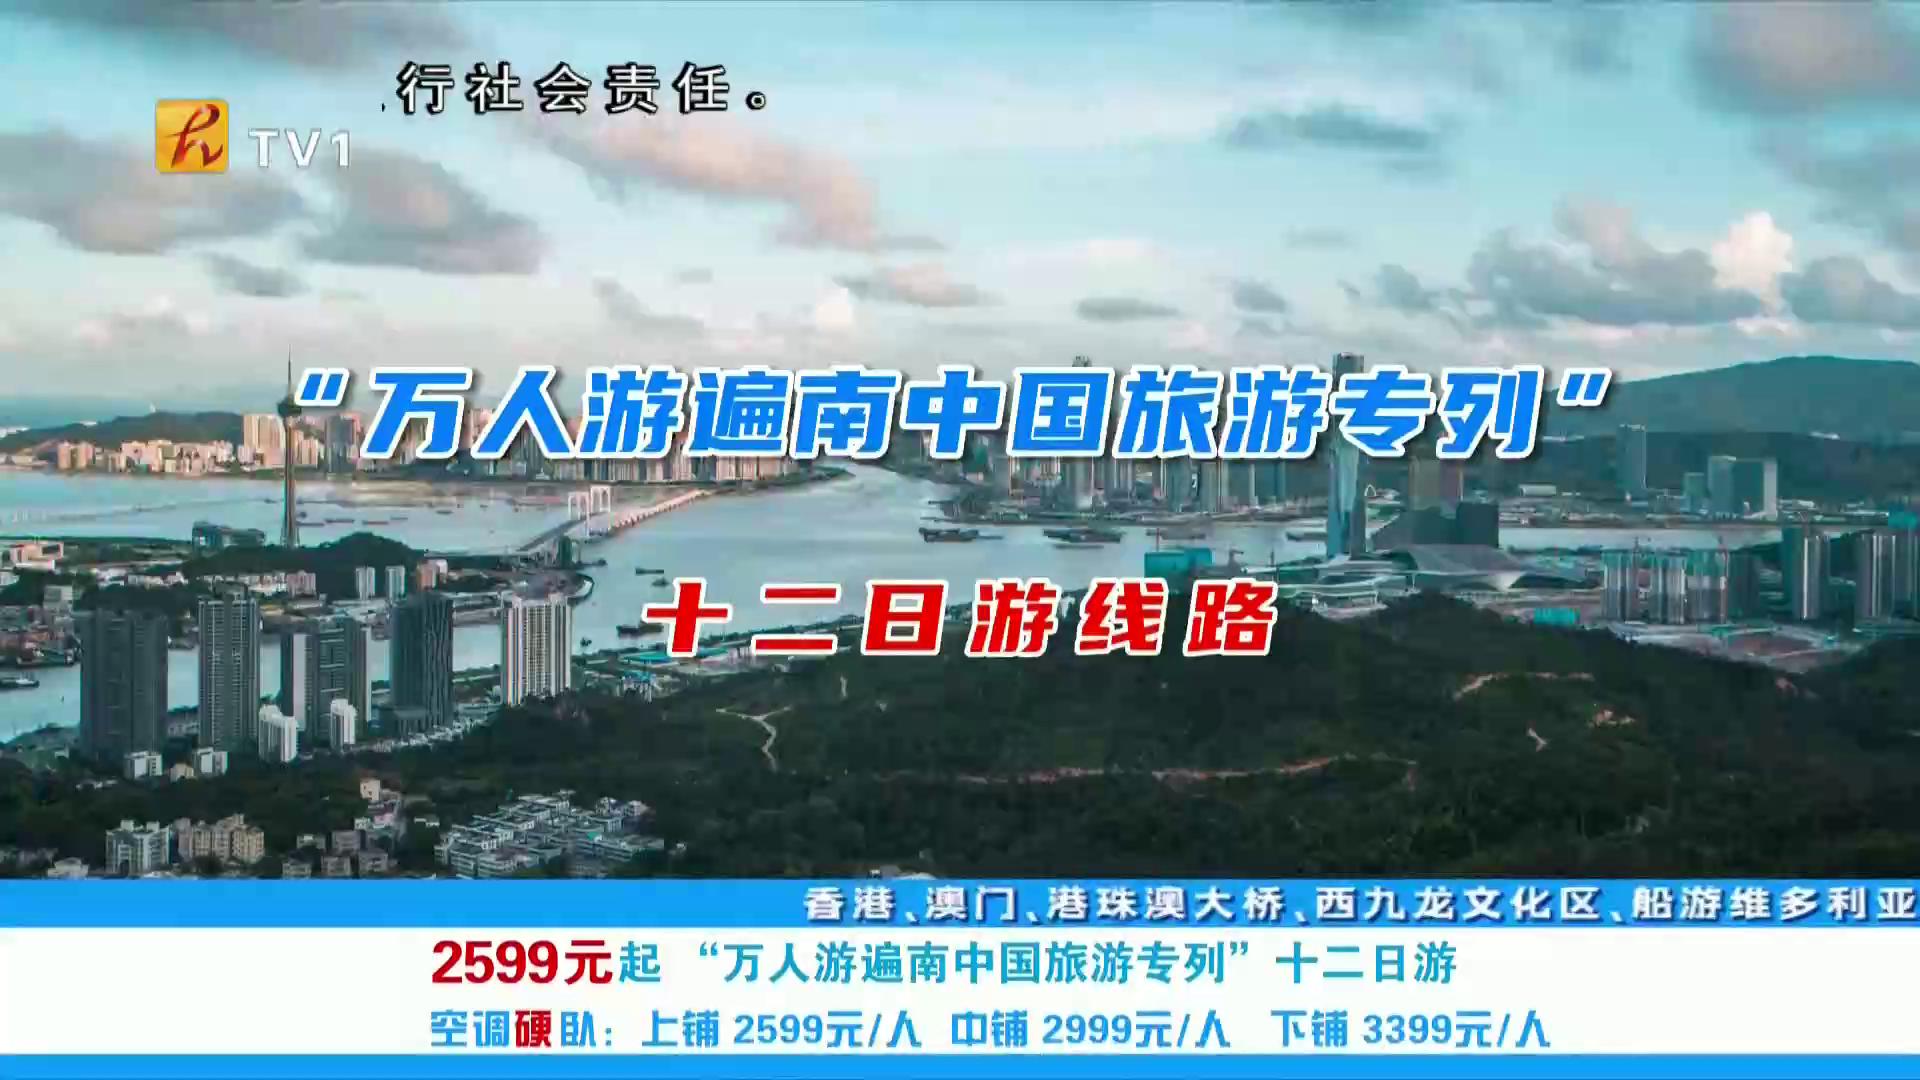 行社会责任。
TV1
“万人游遍南中国旅游专列”
十二日游线路
香港、澳门、港珠澳大桥、西九龙文化区、船游维多利亚
2599元起 “万人游遍南中国旅游专列” 十二日游
空调硬卧：上铺 2599元/人 中铺 2999元/人 下铺 3399元/人